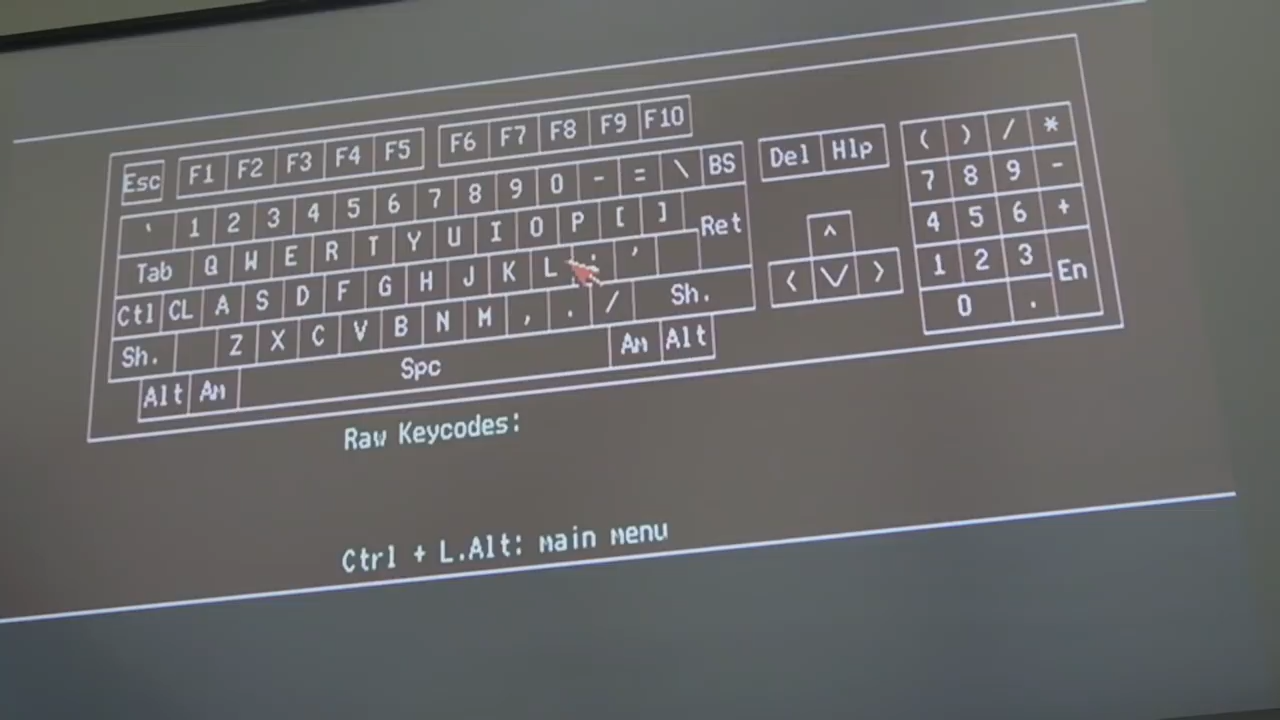 Esc F1 F2 F3 F4 F5 F6 F7 F8 F9 F10
` 1 2 3 4 5 6 7 8 9 0 - = \ BS Del Hlp ( ) / *
Tab Q W E R T Y U I O P [ ] Ret 7 8 9 -
Ctl CL A S D F G H J K L ; ' ^ 4 5 6 +
Sh. Z X C V B N M , . / Sh. < V > 1 2 3 En
Alt Am Spc Am Alt 0 .
Raw Keycodes:
Ctrl + L.Alt: main menu